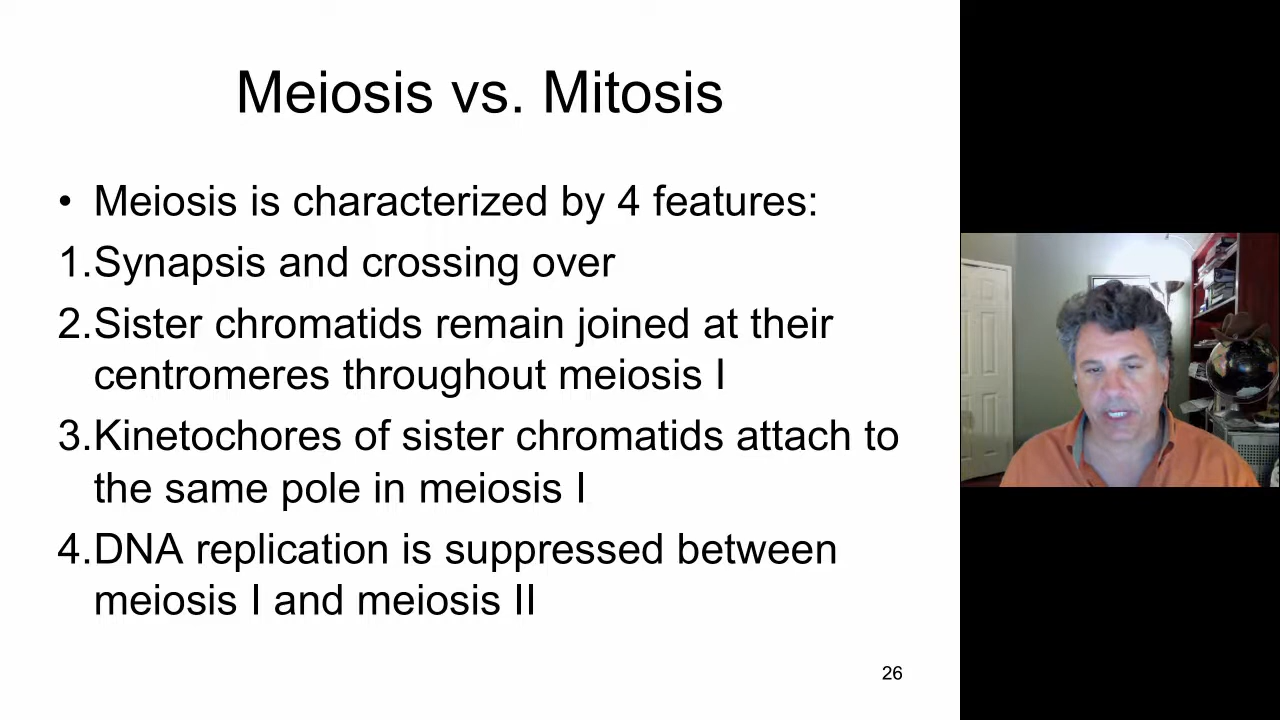 Meiosis vs. Mitosis
• Meiosis is characterized by 4 features:
1.Synapsis and crossing over
2.Sister chromatids remain joined at their
centromeres throughout meiosis I
3.Kinetochores of sister chromatids attach to
the same pole in meiosis I
4.DNA replication is suppressed between
meiosis I and meiosis II
26